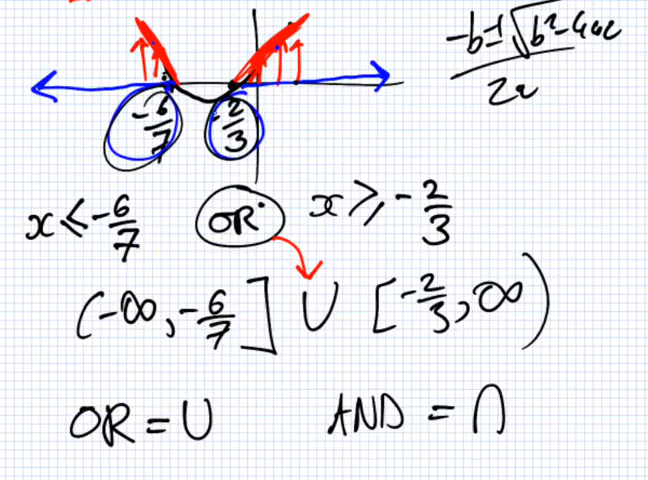 -b±√b²-4ac
2a
-6/7 -2/3
x ≤ -6/7 OR x ≥ -2/3
(-∞, -6/7] ∪ [-2/3, ∞)
OR = ∪ AND = ∩